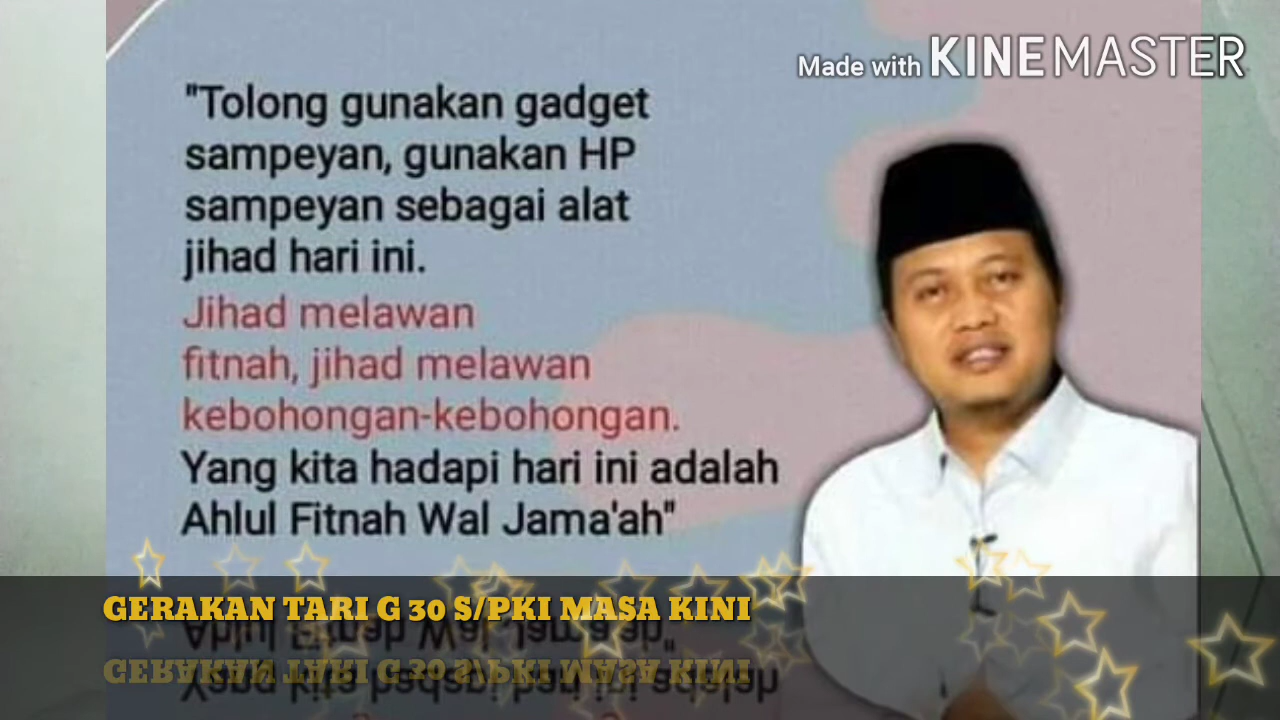 Made with KINEMASTER
"Tolong gunakan gadget
sampeyan, gunakan HP
sampeyan sebagai alat
jihad hari ini.
Jihad melawan
fitnah, jihad melawan
kebohongan-kebohongan.
Yang kita hadapi hari ini adalah
Ahlul Fitnah Wal Jama'ah"
GERAKAN TARI G 30 S/PKI MASA KINI